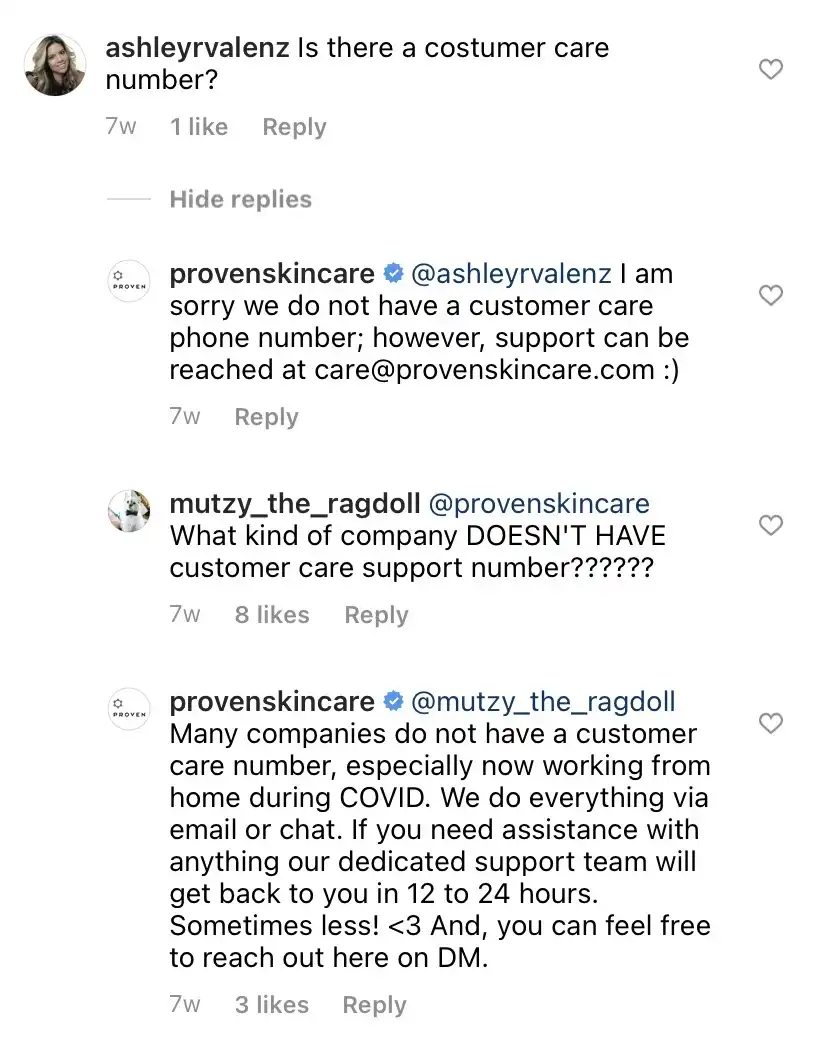 ashleyrvalenz Is there a costumer care
number?
7w 1 like Reply
Hide replies
PROVEN
provenskincare @ashleyrvalenz I am
sorry we do not have a customer care
phone number; however, support can be
reached at care@provenskincare.com :)
7w Reply
mutzy_the_ragdoll @provenskincare
What kind of company DOESN'T HAVE
customer care support number??????
7w 8 likes Reply
PROVEN
provenskincare @mutzy_the_ragdoll
Many companies do not have a customer
care number, especially now working from
home during COVID. We do everything via
email or chat. If you need assistance with
anything our dedicated support team will
get back to you in 12 to 24 hours.
Sometimes less! <3 And, you can feel free
to reach out here on DM.
7w 3 likes Reply